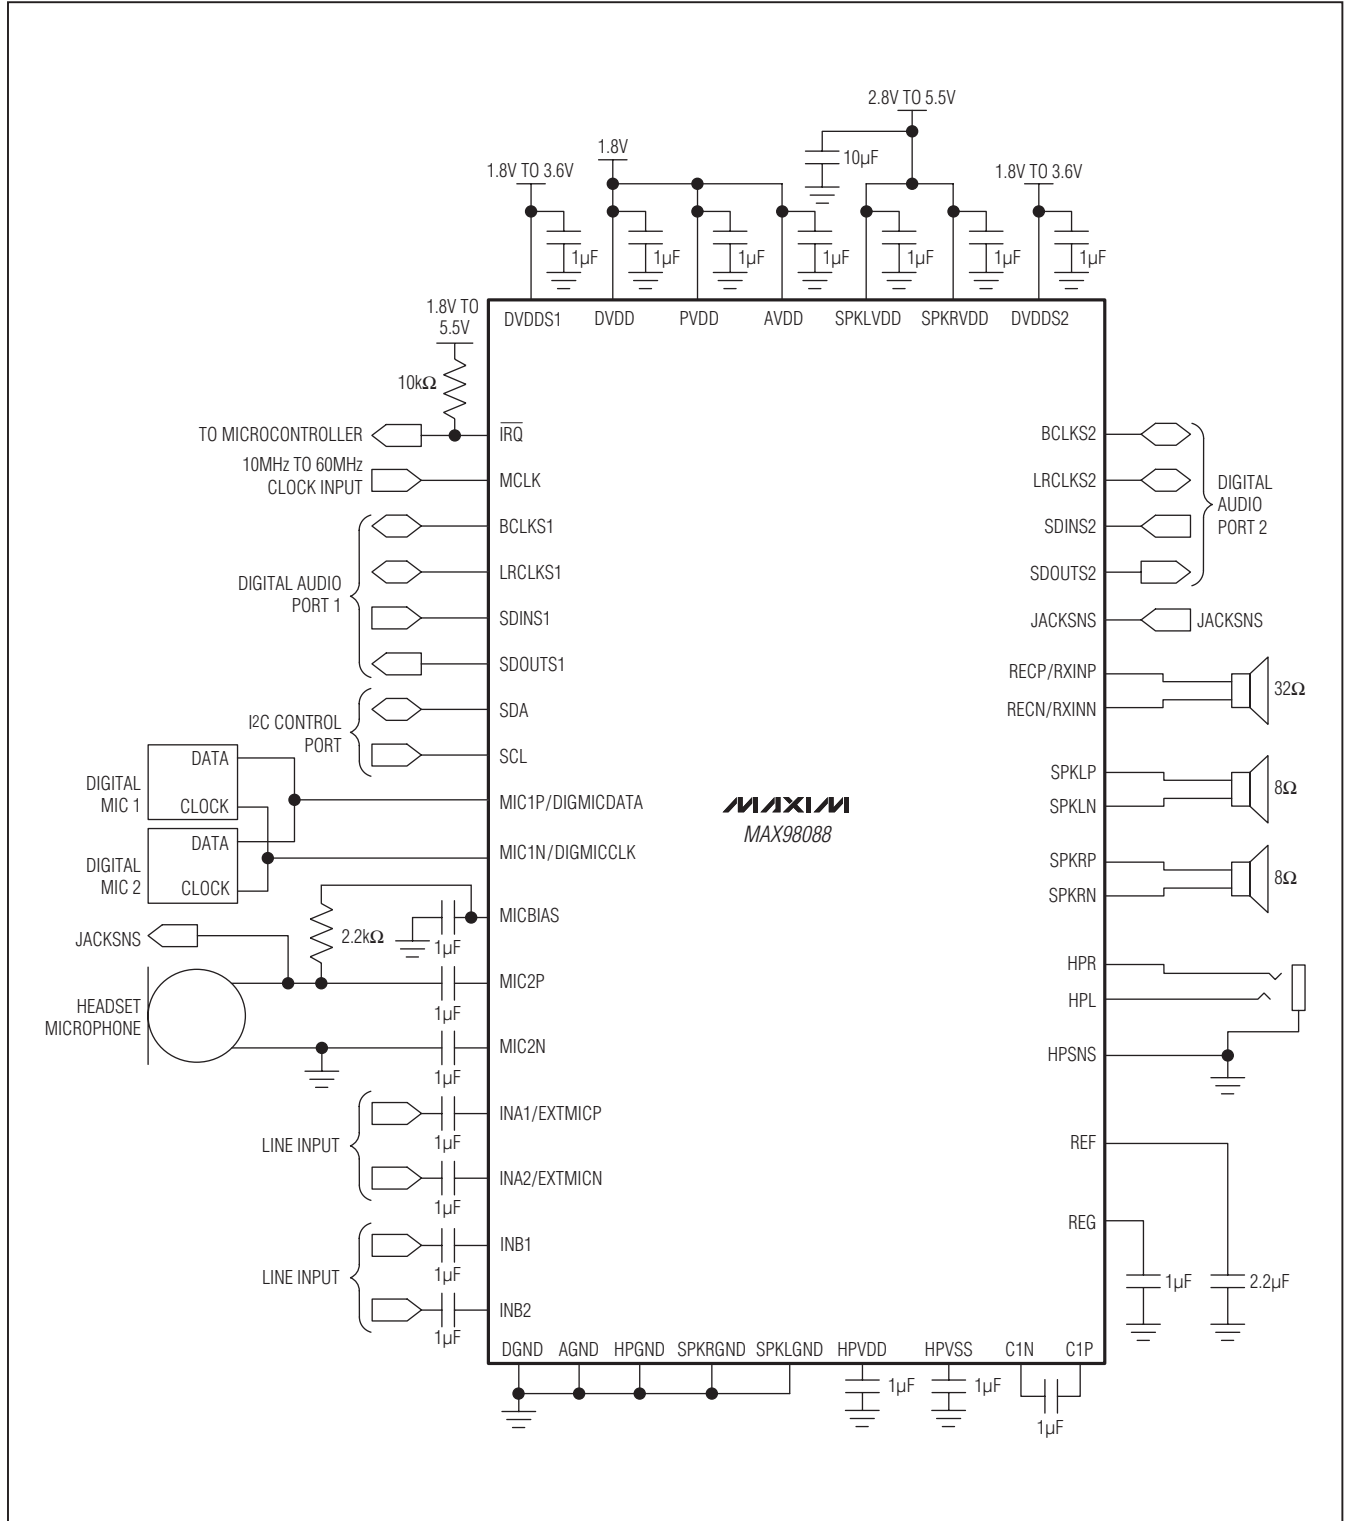 2.8V TO 5.5V
10µF
1.8V
1.8V TO 3.6V
1.8V TO 3.6V
1µF
1µF
1µF
1µF
1µF
1µF
1µF
1.8V TO
5.5V
10kΩ
DVDDS1
DVDD
PVDD
AVDD
SPKLVDD
SPKRVDD
DVDDS2
TO MICROCONTROLLER
IRQ
10MHz TO 60MHz
CLOCK INPUT
MCLK
BCLKS1
LRCLKS1
DIGITAL AUDIO
PORT 1
SDINS1
SDOUTS1
I2C CONTROL
PORT
SDA
SCL
DIGITAL
MIC 1
DATA
CLOCK
DIGITAL
MIC 2
DATA
CLOCK
MIC1P/DIGMICDATA
MIC1N/DIGMICCLK
MICBIAS
1µF
2.2kΩ
JACKSNS
HEADSET
MICROPHONE
MIC2P
1µF
MIC2N
1µF
LINE INPUT
INA1/EXTMICP
1µF
INA2/EXTMICN
1µF
LINE INPUT
INB1
1µF
INB2
1µF
MAXIM
MAX98088
BCLKS2
LRCLKS2
SDINS2
SDOUTS2
DIGITAL
AUDIO
PORT 2
JACKSNS
JACKSNS
RECP/RXINP
RECN/RXINN
32Ω
SPKLP
SPKLN
8Ω
SPKRP
SPKRN
8Ω
HPR
HPL
HPSNS
REF
REG
1µF
2.2µF
DGND
AGND
HPGND
SPKRGND
SPKLGND
HPVDD
HPVSS
C1N
C1P
1µF
1µF
1µF